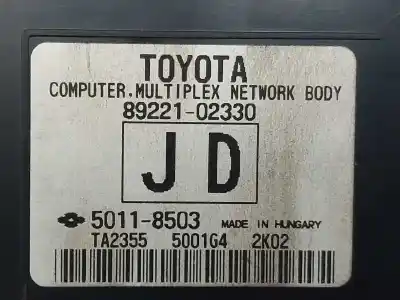 TOYOTA
COMPUTER, MULTIPLEX NETWORK BODY
89221-02330
JD
5011-8503 MADE IN HUNGARY
TA2355 5001G4 2K02